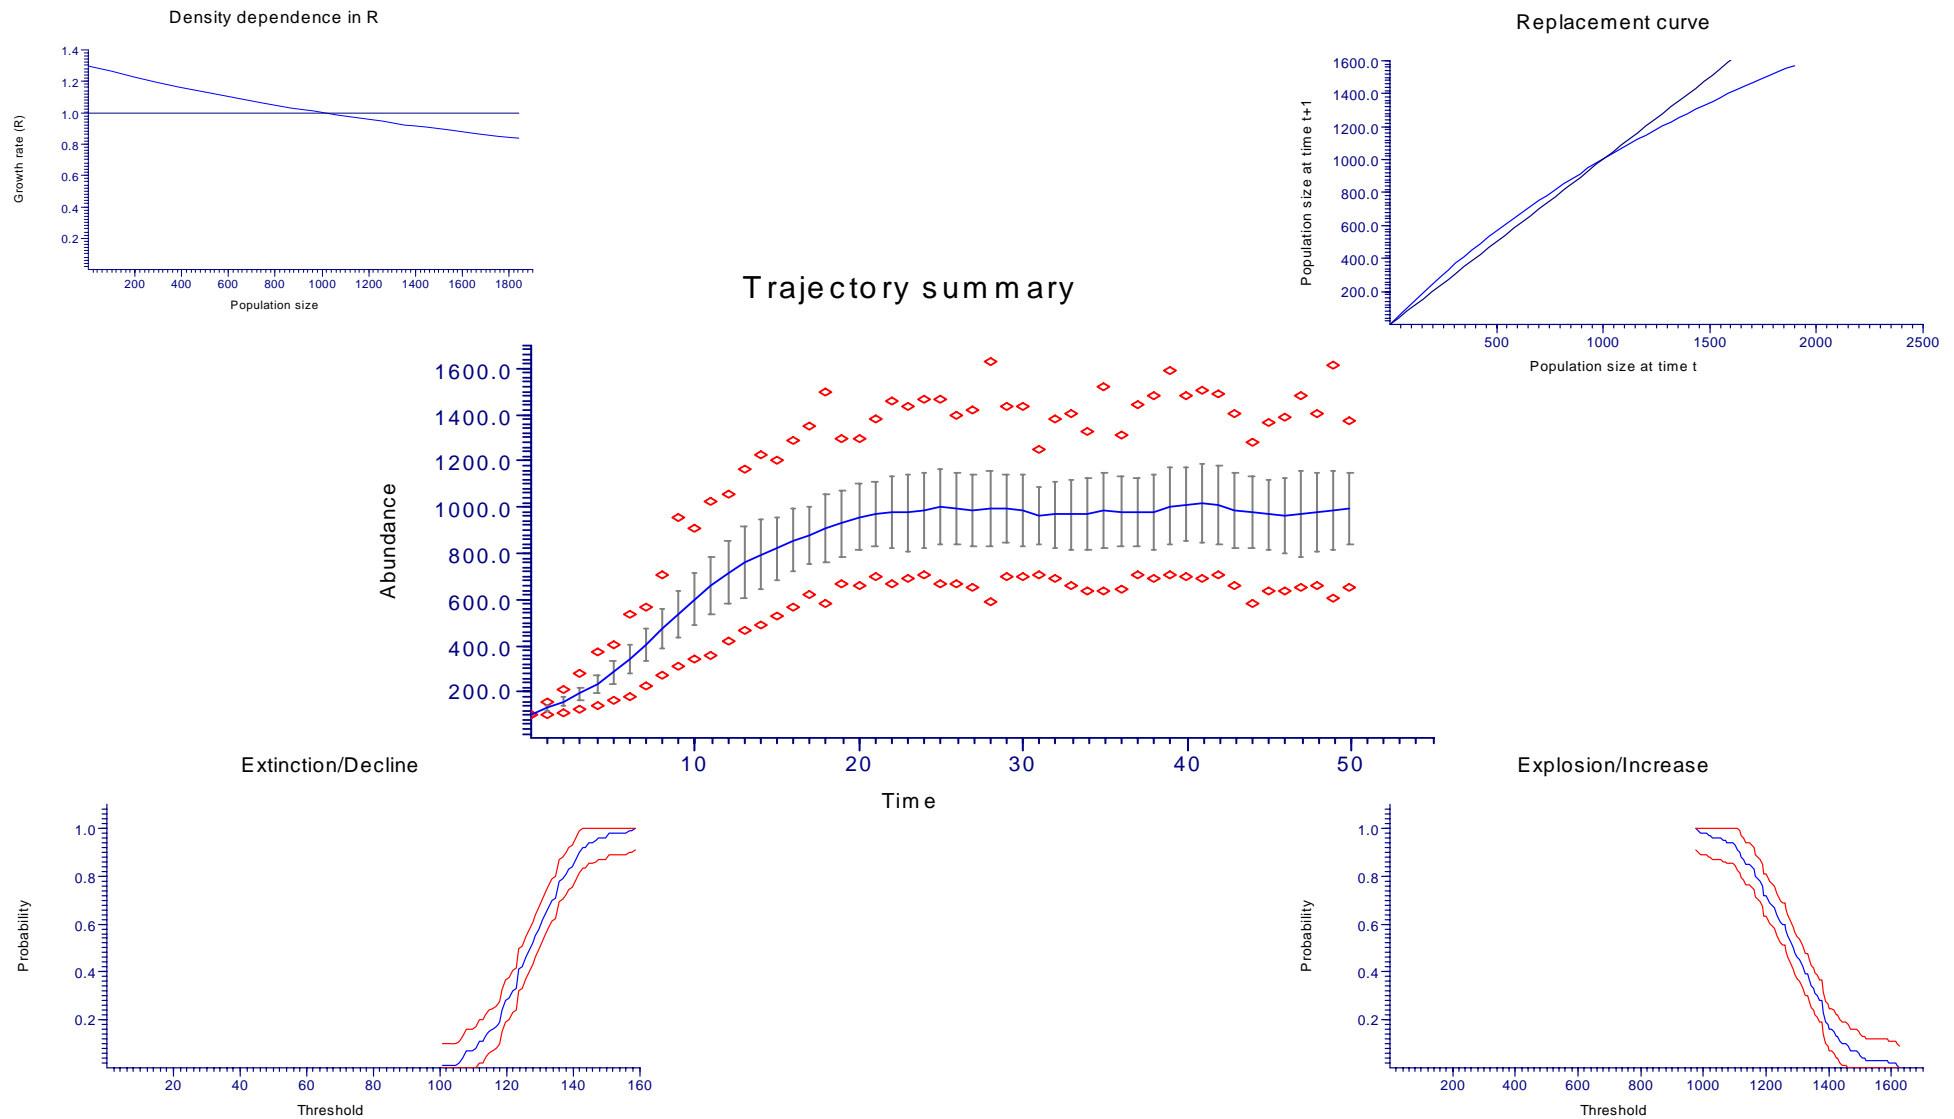 Density dependence in R
1.4
1.2
1.0
0.8
0.6
0.4
0.2
Growth rate (R)
200 400 600 800 1000 1200 1400 1600 1800
Population size
Replacement curve
1600.0
1400.0
1200.0
1000.0
800.0
600.0
400.0
200.0
Population size at time t+1
500 1000 1500 2000 2500
Population size at time t
Trajectory summary
1600.0
1400.0
1200.0
1000.0
800.0
600.0
400.0
200.0
Abundance
10 20 30 40 50
Time
Extinction/Decline
1.0
0.8
0.6
0.4
0.2
Probability
20 40 60 80 100 120 140 160
Threshold
Explosion/Increase
1.0
0.8
0.6
0.4
0.2
Probability
200 400 600 800 1000 1200 1400 1600
Threshold